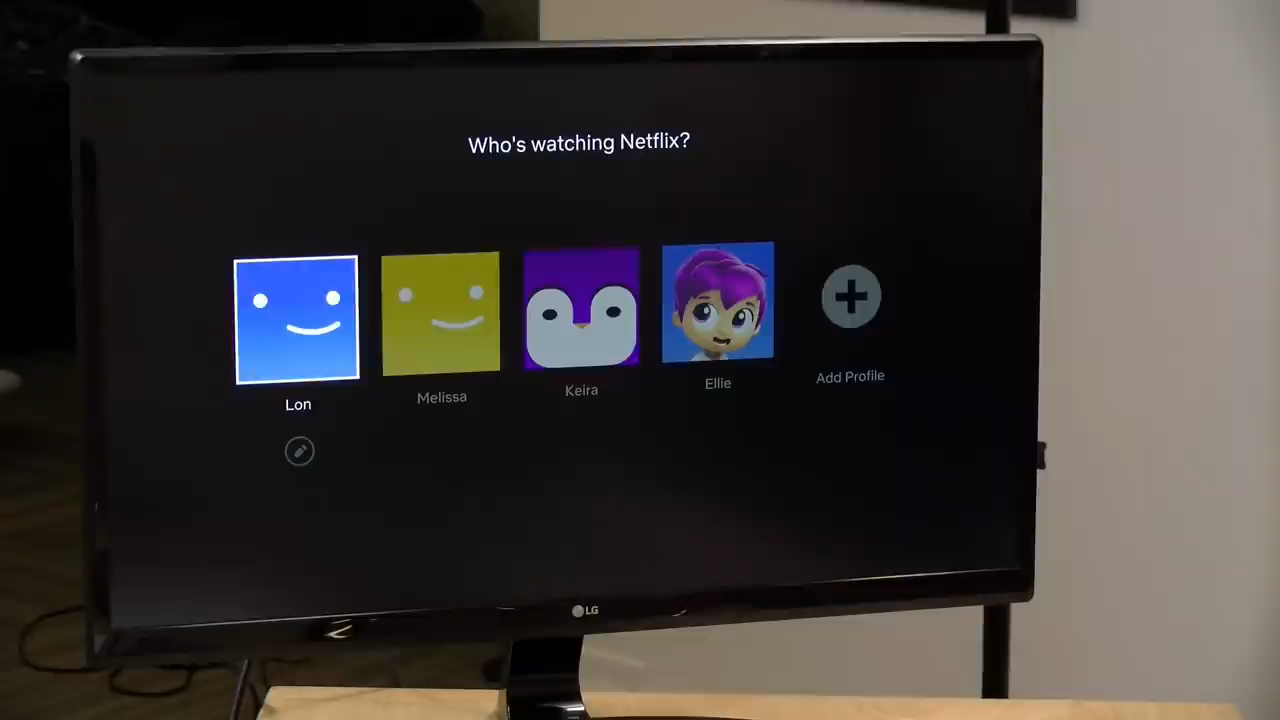 Who's watching Netflix?
Lon
Melissa
Keira
Ellie
Add Profile
LG